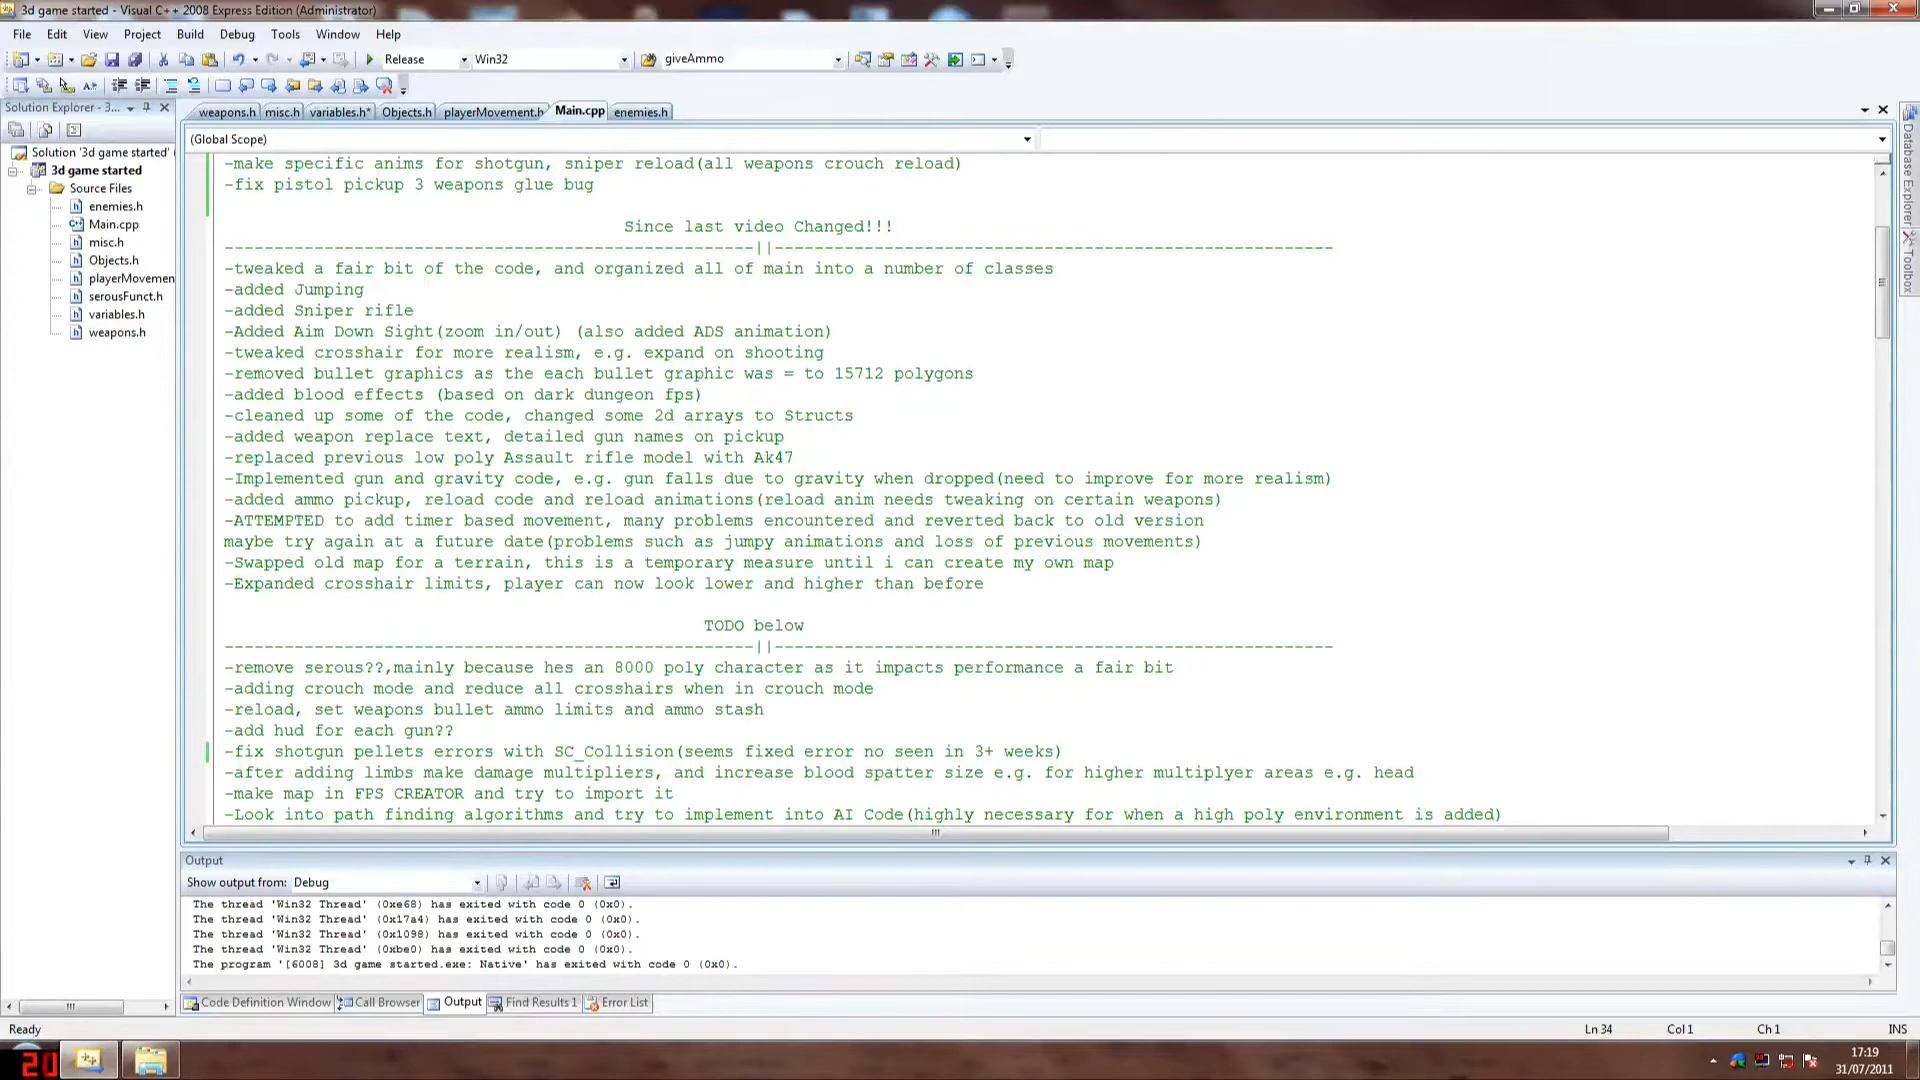 3d game started - Visual C++ 2008 Express Edition (Administrator)
File Edit View Project Build Debug Tools Window Help
Release Win32 giveAmmo
Solution Explorer - 3...
weapons.h misc.h variables.h* Objects.h playerMovement.h Main.cpp enemies.h
(Global Scope)
Solution '3d game started' (
3d game started
Source Files
enemies.h
Main.cpp
misc.h
Objects.h
playerMovemen
serousFunct.h
variables.h
weapons.h
-make specific anims for shotgun, sniper reload(all weapons crouch reload)
-fix pistol pickup 3 weapons glue bug
Since last video Changed!!!
-----------------------------------------------------||--------------------------------------------------------
-tweaked a fair bit of the code, and organized all of main into a number of classes
-added Jumping
-added Sniper rifle
-Added Aim Down Sight(zoom in/out) (also added ADS animation)
-tweaked crosshair for more realism, e.g. expand on shooting
-removed bullet graphics as the each bullet graphic was = to 15712 polygons
-added blood effects (based on dark dungeon fps)
-cleaned up some of the code, changed some 2d arrays to Structs
-added weapon replace text, detailed gun names on pickup
-replaced previous low poly Assault rifle model with Ak47
-Implemented gun and gravity code, e.g. gun falls due to gravity when dropped(need to improve for more realism)
-added ammo pickup, reload code and reload animations(reload anim needs tweaking on certain weapons)
-ATTEMPTED to add timer based movement, many problems encountered and reverted back to old version
maybe try again at a future date(problems such as jumpy animations and loss of previous movements)
-Swapped old map for a terrain, this is a temporary measure until i can create my own map
-Expanded crosshair limits, player can now look lower and higher than before
TODO below
-----------------------------------------------------||--------------------------------------------------------
-remove serous??,mainly because hes an 8000 poly character as it impacts performance a fair bit
-adding crouch mode and reduce all crosshairs when in crouch mode
-reload, set weapons bullet ammo limits and ammo stash
-add hud for each gun??
-fix shotgun pellets errors with SC_Collision(seems fixed error no seen in 3+ weeks)
-after adding limbs make damage multipliers, and increase blood spatter size e.g. for higher multiplyer areas e.g. head
-make map in FPS CREATOR and try to import it
-Look into path finding algorithms and try to implement into AI Code(highly necessary for when a high poly environment is added)
Database Explorer
Toolbox
Output
Show output from: Debug
The thread 'Win32 Thread' (0xe68) has exited with code 0 (0x0).
The thread 'Win32 Thread' (0x17a4) has exited with code 0 (0x0).
The thread 'Win32 Thread' (0x1098) has exited with code 0 (0x0).
The thread 'Win32 Thread' (0xbe0) has exited with code 0 (0x0).
The program '[6008] 3d game started.exe: Native' has exited with code 0 (0x0).
Code Definition Window Call Browser Output Find Results 1 Error List
Ready Ln 34 Col 1 Ch 1 INS
20
17:19
31/07/2011